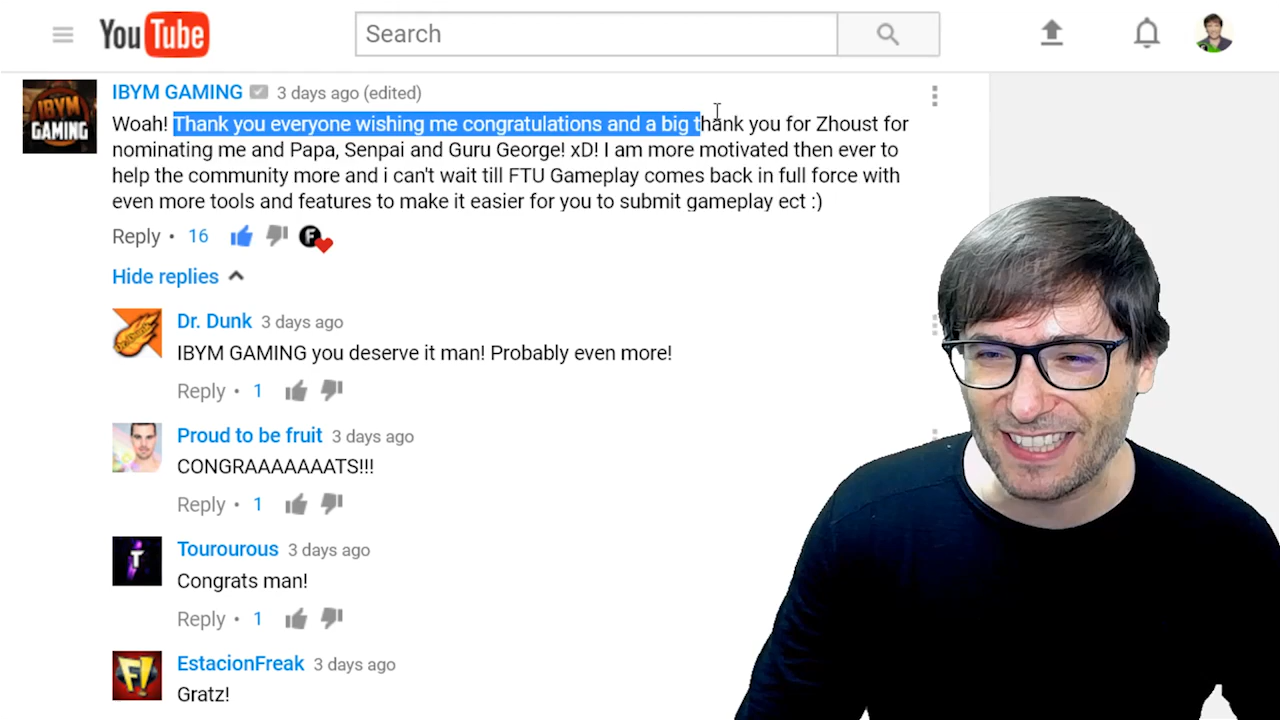 YouTube
Search
IBYM GAMING 3 days ago (edited)
IBYM GAMING
Woah! Thank you everyone wishing me congratulations and a big thank you for Zhoust for
nominating me and Papa, Senpai and Guru George! xD! I am more motivated then ever to
help the community more and i can't wait till FTU Gameplay comes back in full force with
even more tools and features to make it easier for you to submit gameplay ect :)
Reply • 16 F
Hide replies
Dr. Dunk 3 days ago
IBYM GAMING you deserve it man! Probably even more!
Reply • 1
Proud to be fruit 3 days ago
CONGRAAAAAAATS!!!
Reply • 1
Tourourous 3 days ago
T
Congrats man!
Reply • 1
EstacionFreak 3 days ago
F!
Gratz!